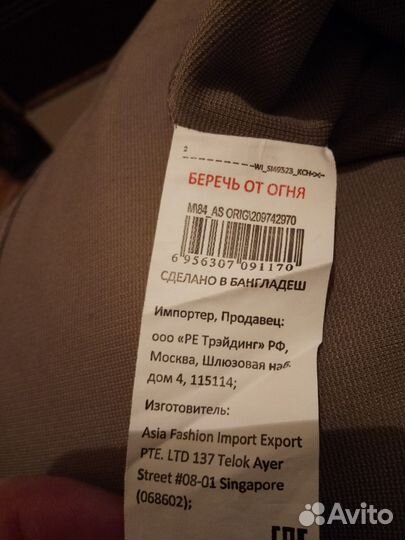 2
WI_SW9323_KCH
БЕРЕЧЬ ОТ ОГНЯ
M\84_AS ORIG\209742970
6 956307 091170
СДЕЛАНО В БАНГЛАДЕШ
Импортер, Продавец:
ООО «РЕ Трэйдинг» РФ,
Москва, Шлюзовая наб.
дом 4, 115114;
Изготовитель:
Asia Fashion Import Export
PTE. LTD 137 Telok Ayer
Street #08-01 Singapore
(068602);
Avito